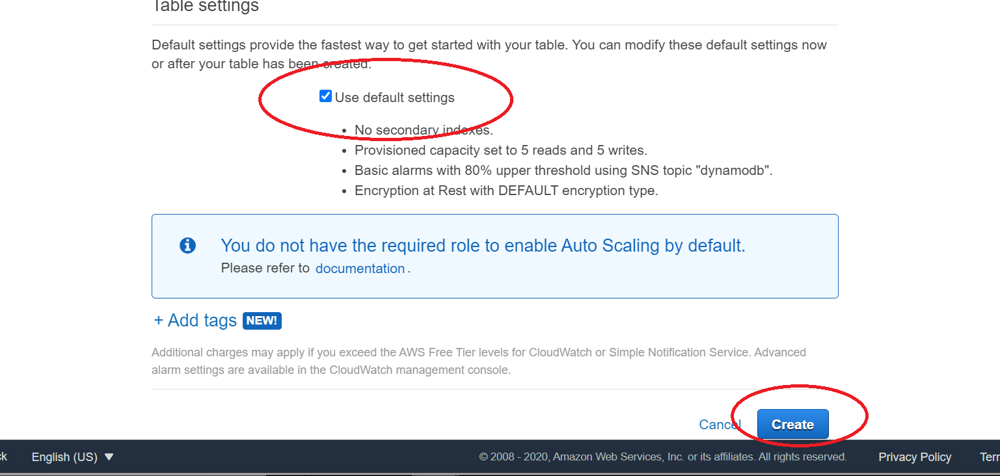 Table settings
Default settings provide the fastest way to get started with your table. You can modify these default settings now
or after your table has been created.
Use default settings
No secondary indexes.
Provisioned capacity set to 5 reads and 5 writes.
Basic alarms with 80% upper threshold using SNS topic "dynamodb".
Encryption at Rest with DEFAULT encryption type.
You do not have the required role to enable Auto Scaling by default.
Please refer to documentation .
+ Add tags NEW!
Additional charges may apply if you exceed the AWS Free Tier levels for CloudWatch or Simple Notification Service. Advanced
alarm settings are available in the CloudWatch management console.
Cancel Create
English (US) © 2008 - 2020, Amazon Web Services, Inc. or its affiliates. All rights reserved. Privacy Policy